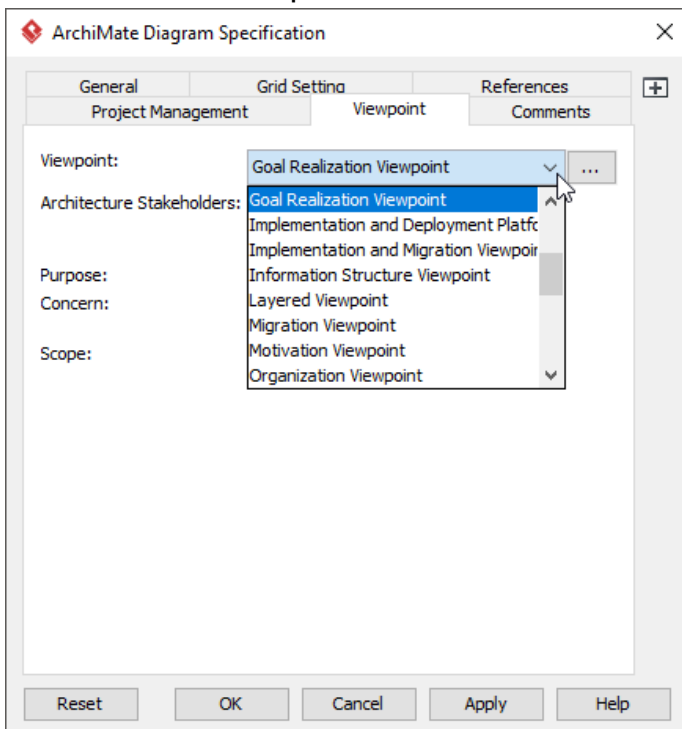 ArchiMate Diagram Specification
General Grid Setting References
Project Management Viewpoint Comments
Viewpoint: Goal Realization Viewpoint ...
Architecture Stakeholders: Goal Realization Viewpoint
Implementation and Deployment Platfo
Implementation and Migration Viewpoin
Purpose: Information Structure Viewpoint
Concern: Layered Viewpoint
Migration Viewpoint
Scope: Motivation Viewpoint
Organization Viewpoint
Reset OK Cancel Apply Help